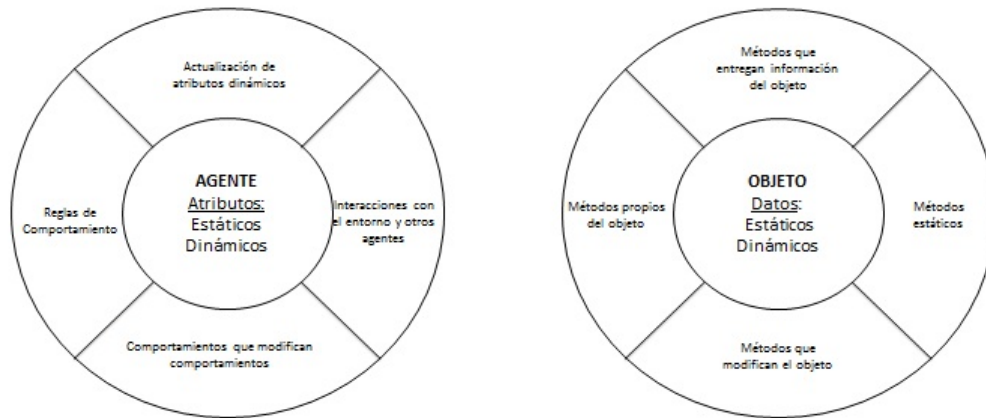 Actualización de
atributos dinámicos
Reglas de
Comportamiento
AGENTE
Atributos:
Estáticos
Dinámicos
Interacciones con
el entorno y otros
agentes
Comportamientos que modifican
comportamientos
Métodos que
entregan información
del objeto
Métodos propios
del objeto
OBJETO
Datos:
Estáticos
Dinámicos
Métodos
estáticos
Métodos que
modifican el objeto